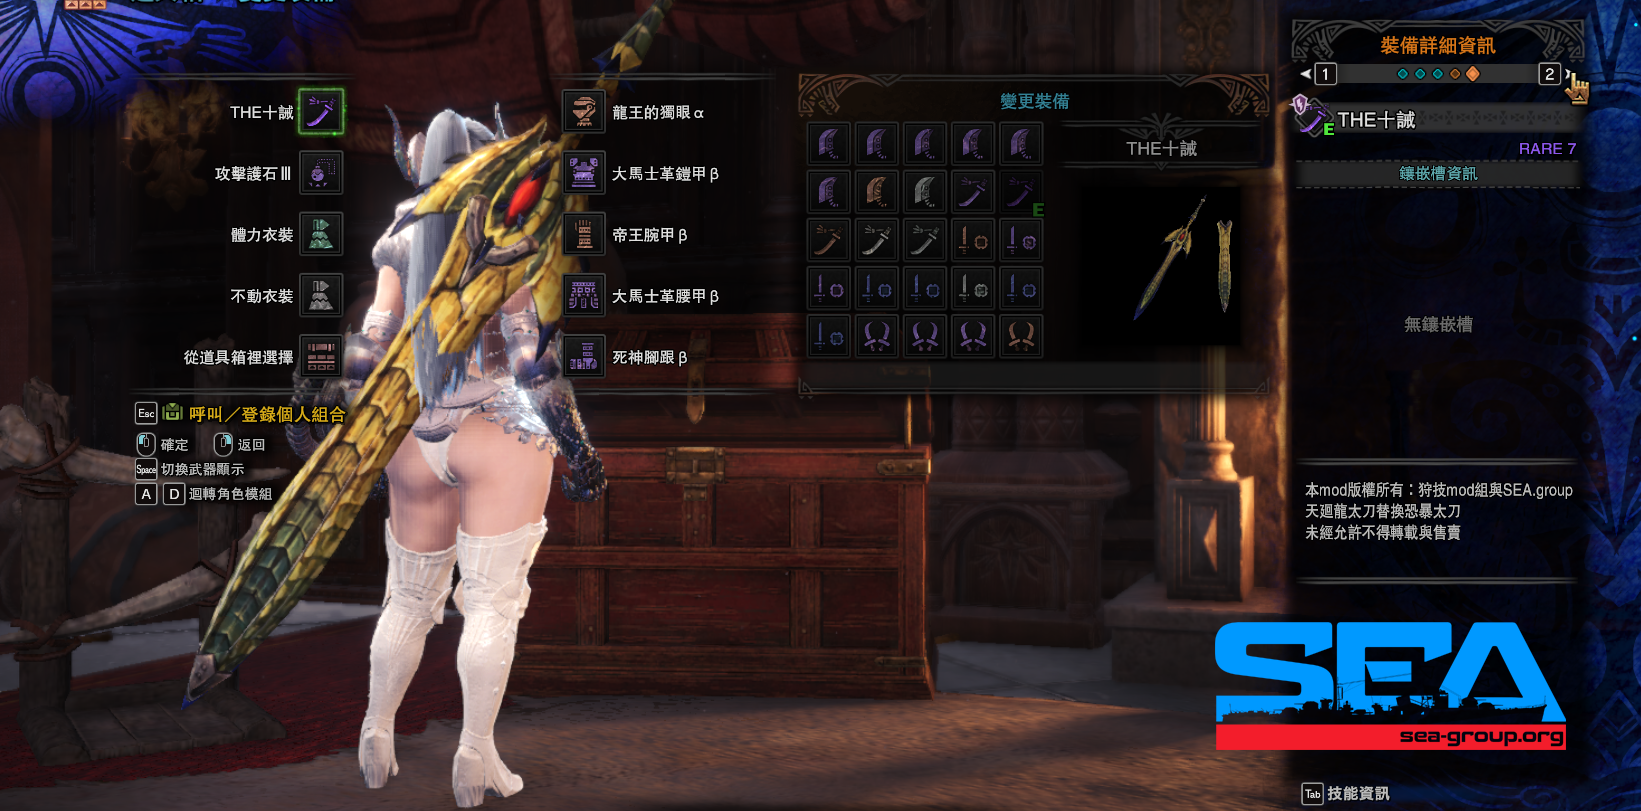 THE十誡
攻擊護石III
體力衣裝
不動衣裝
從道具箱裡選擇
龍王的獨眼α
大馬士革鎧甲β
帝王腕甲β
大馬士革腰甲β
死神腳跟β
Esc 呼叫／登錄個人組合
確定 返回
Space 切換武器顯示
A D 迴轉角色模組
變更裝備
THE十誡
E
裝備詳細資訊
1 2
E THE十誡
RARE 7
鑲嵌槽資訊
無鑲嵌槽
本mod版權所有：狩技mod組與SEA.group
天廻龍太刀替換恐暴太刀
未經允許不得轉載與售賣
SEA
sea-group.org
Tab 技能資訊